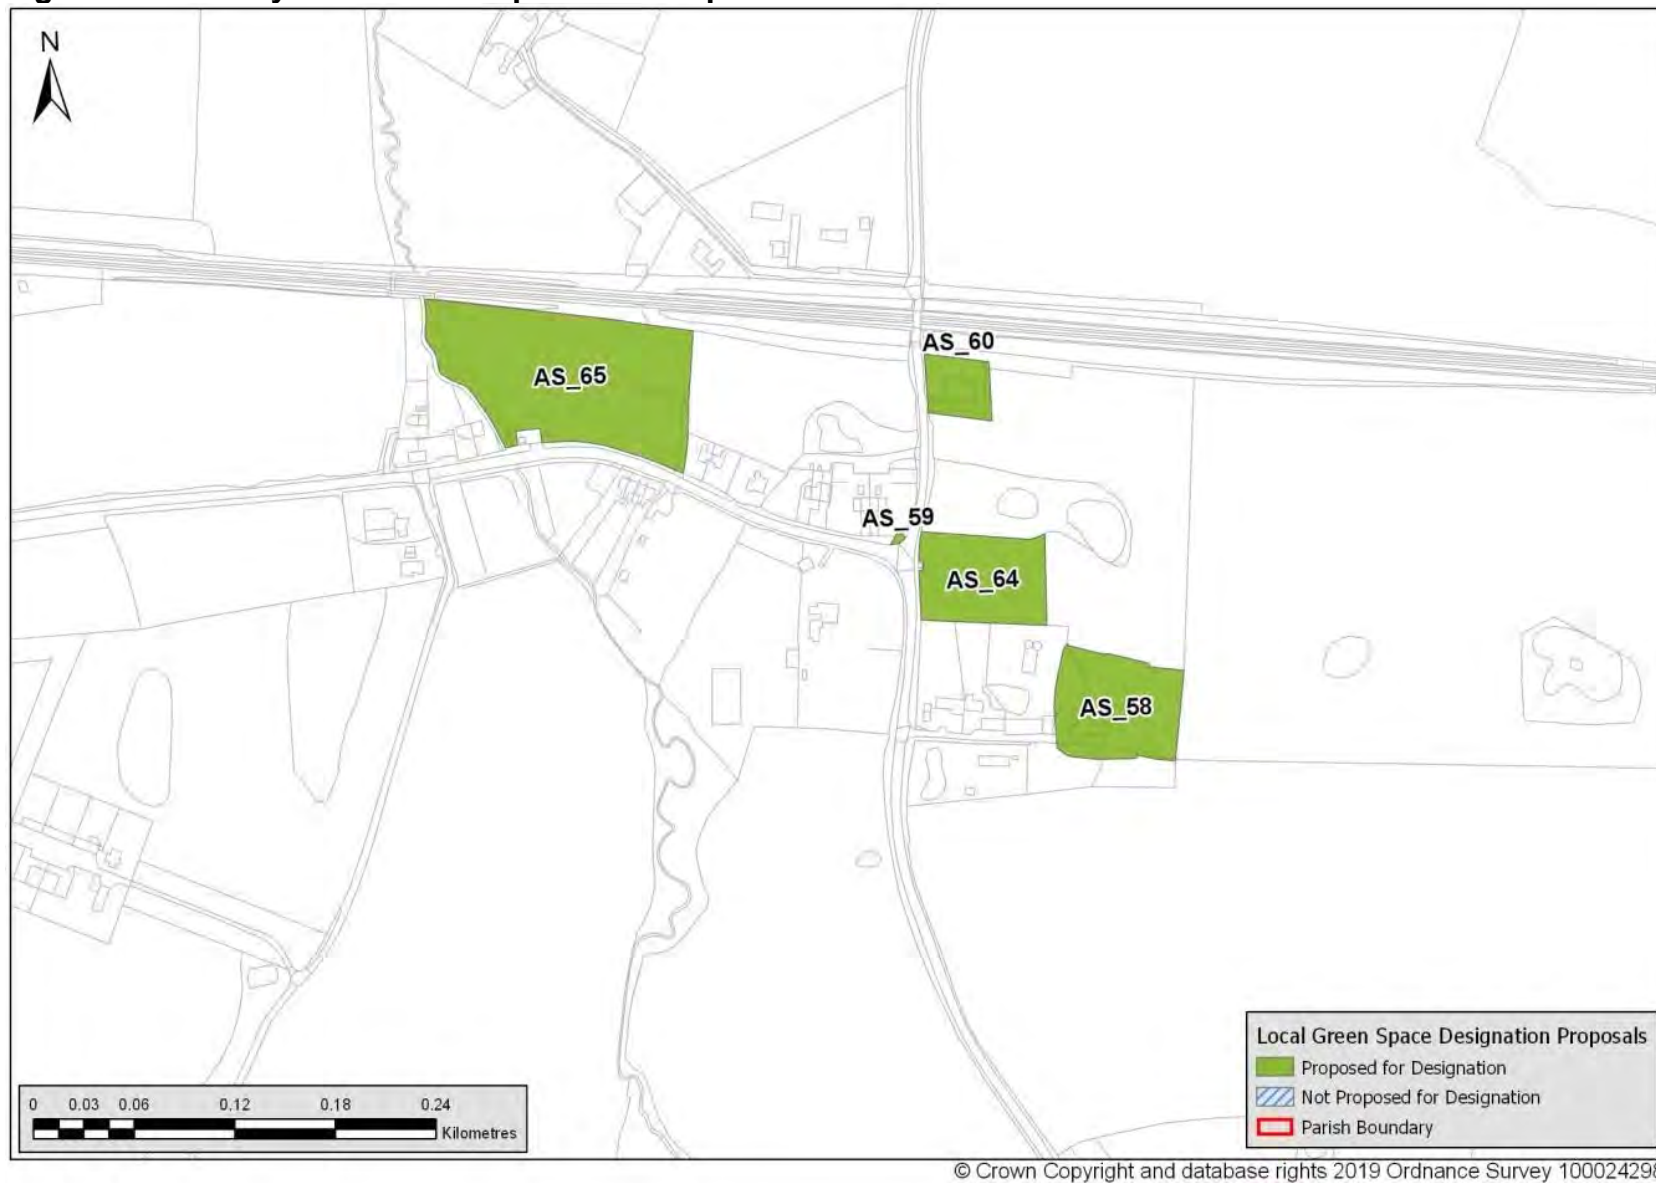 N
AS_60
AS_65
AS_59
AS_64
AS_58
Local Green Space Designation Proposals
Proposed for Designation
Not Proposed for Designation
Parish Boundary
0 0.03 0.06 0.12 0.18 0.24
Kilometres
© Crown Copyright and database rights 2019 Ordnance Survey 100024298